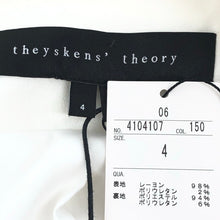 theyskens' theory
4
06
NO. 4104107 COL. 150
SIZE.
4
QUA.
表地 レーヨン 98%
ポリウレタン 2%
裏地 ポリエステル 94%
ポリウレタン 6%